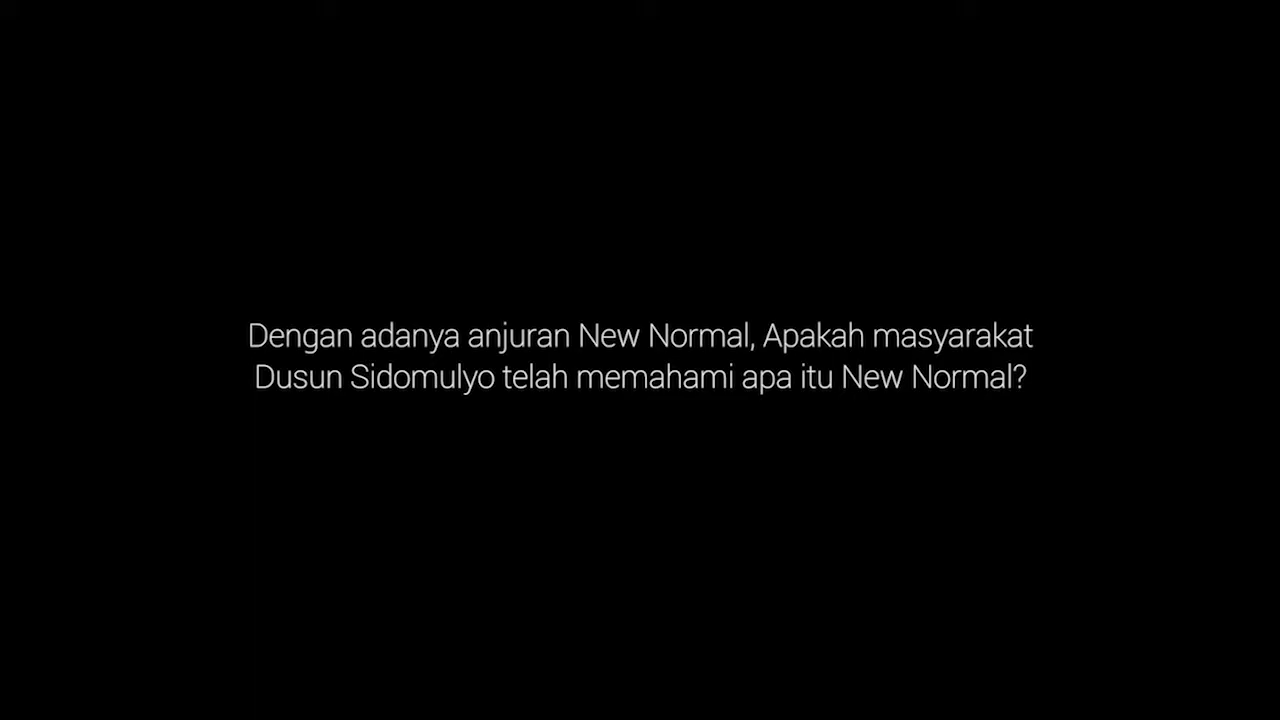 Dengan adanya anjuran New Normal, Apakah masyarakat
Dusun Sidomulyo telah memahami apa itu New Normal?